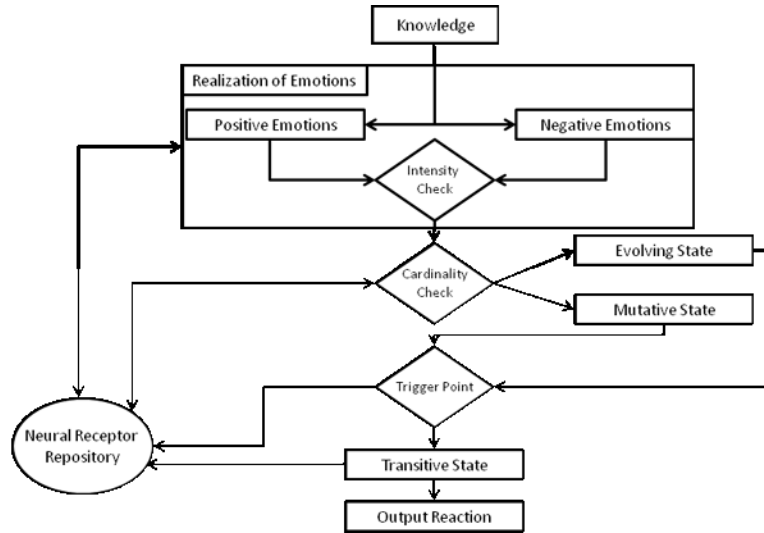 Knowledge
Realization of Emotions
Positive Emotions
Negative Emotions
Intensity
Check
Cardinality
Check
Evolving State
Mutative State
Trigger Point
Neural Receptor
Repository
Transitive State
Output Reaction